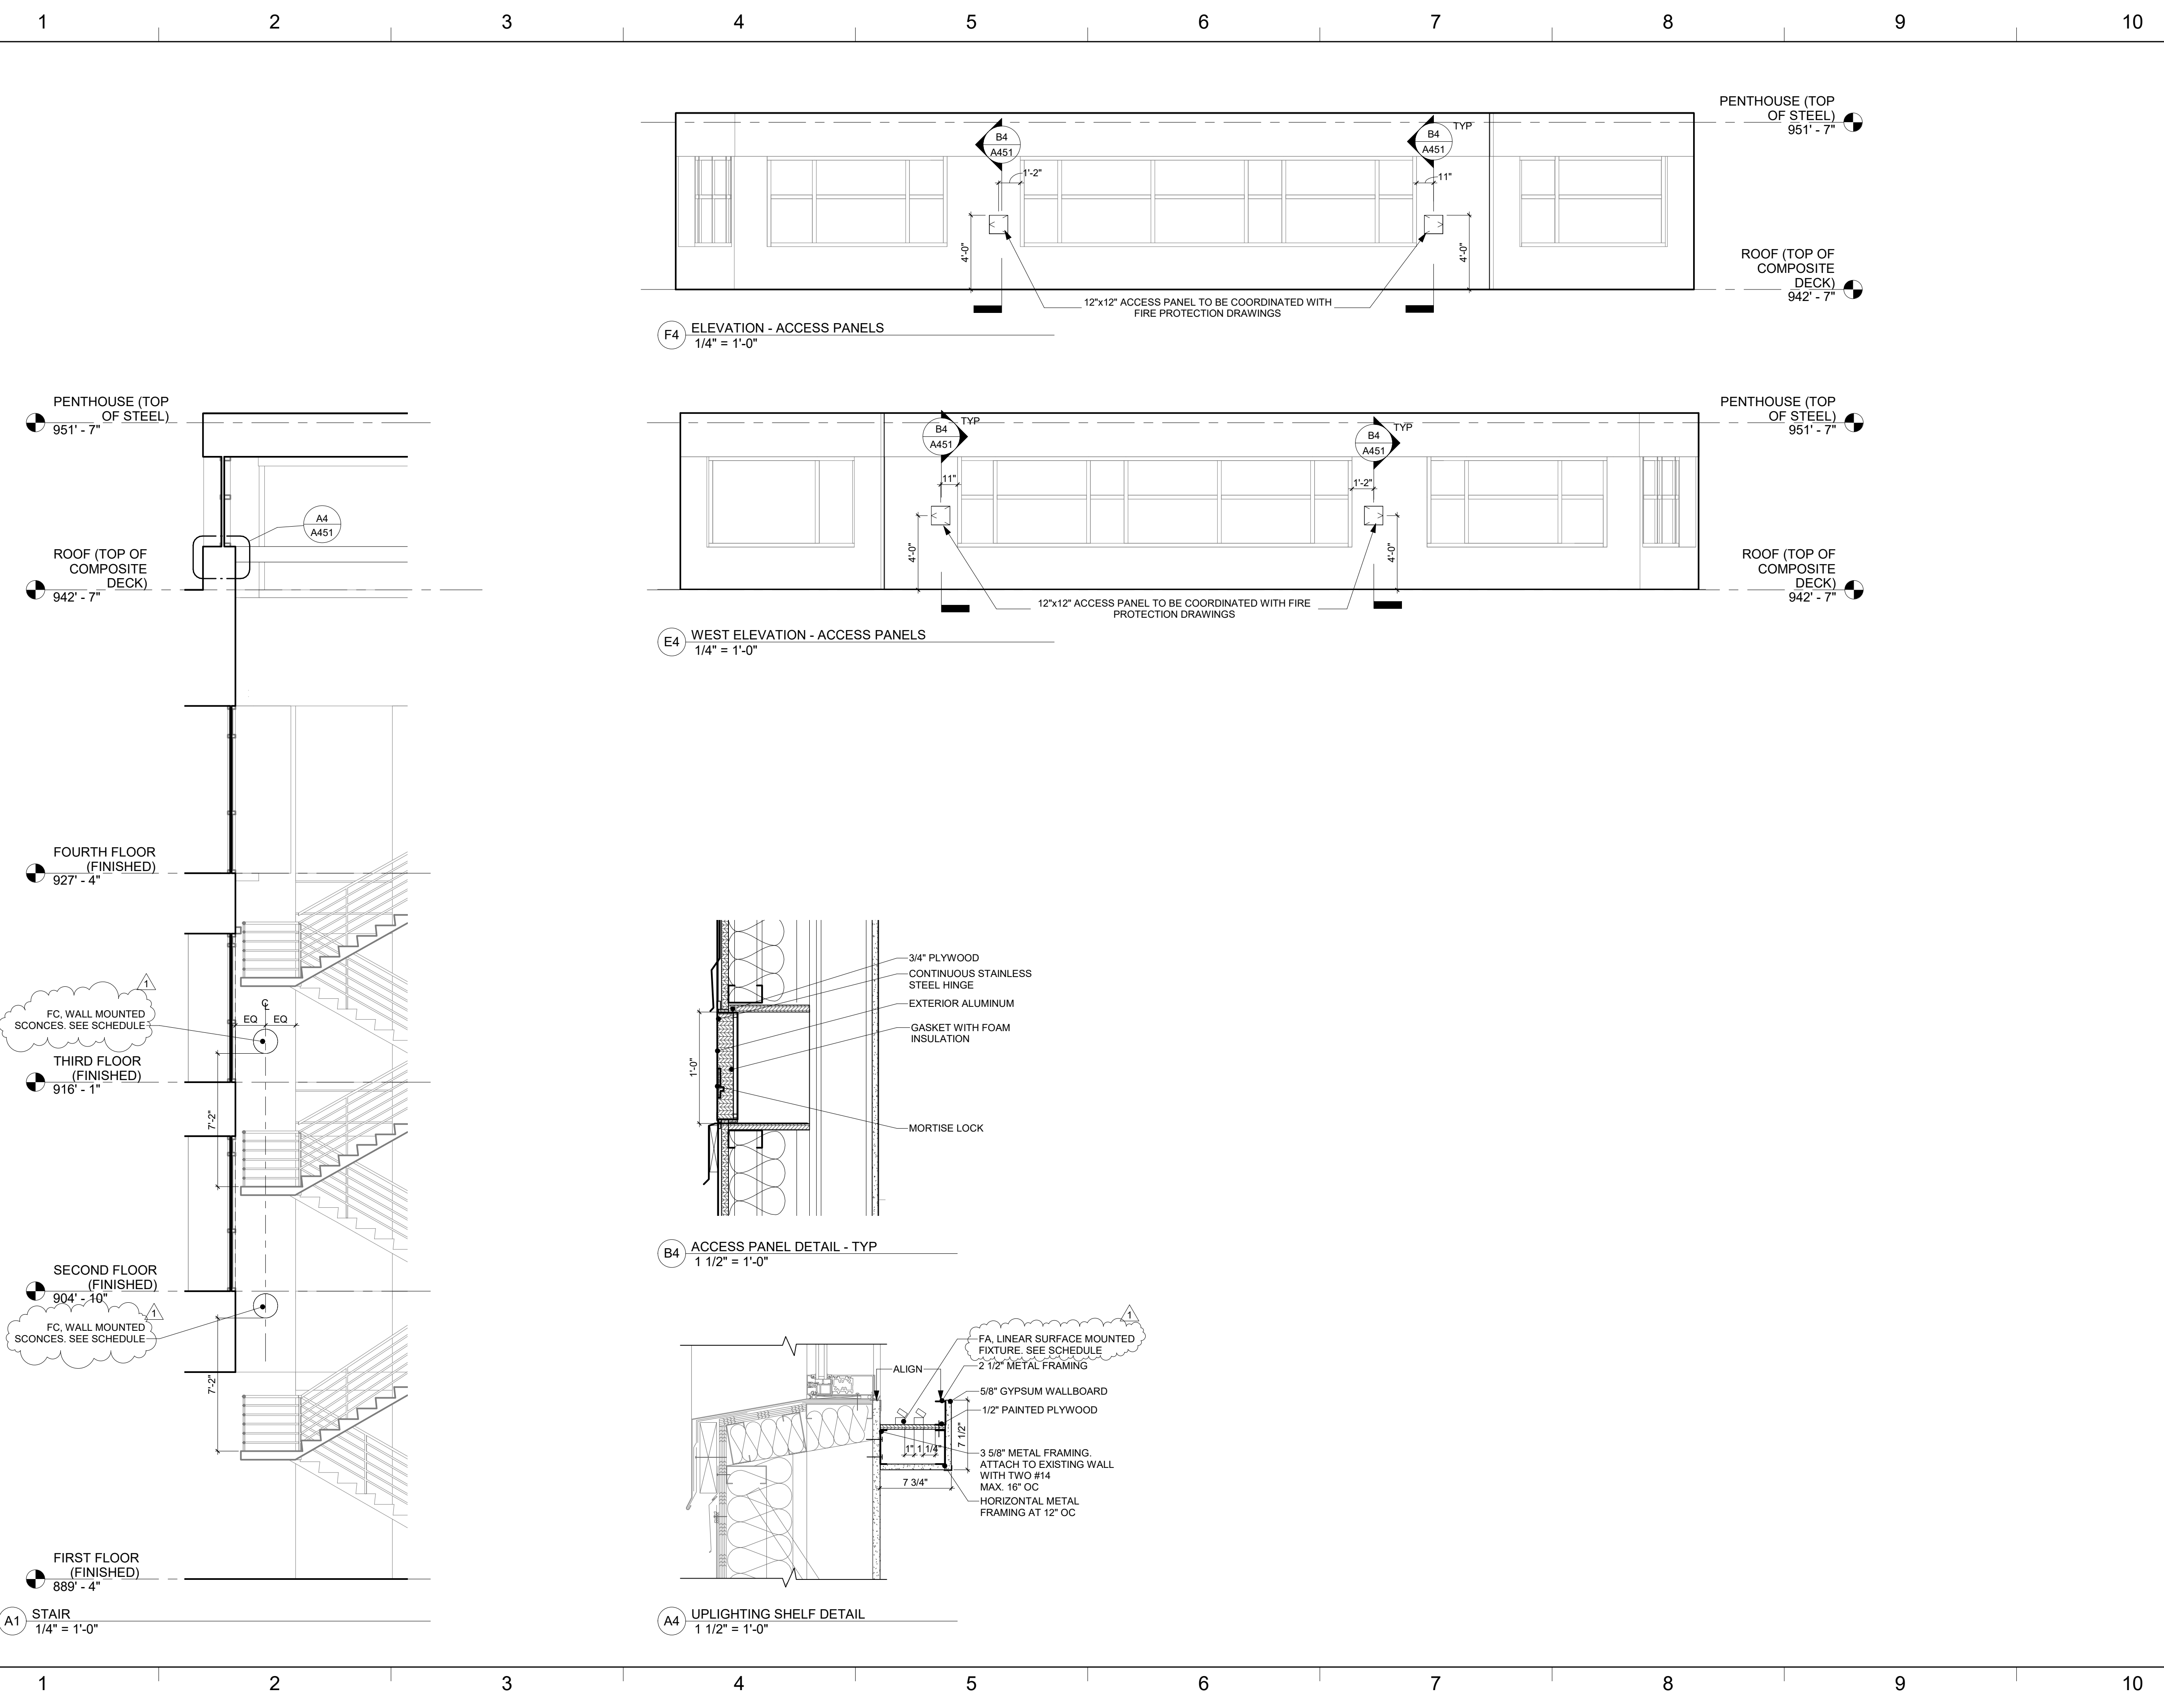 1 2 3 4 5 6 7 8 9 10
PENTHOUSE (TOP
OF STEEL)
951' - 7"
B4
A451
B4
A451
TYP
1'-2"
11"
4'-0"
4'-0"
ROOF (TOP OF
COMPOSITE
DECK)
942' - 7"
12"x12" ACCESS PANEL TO BE COORDINATED WITH
FIRE PROTECTION DRAWINGS
F4
ELEVATION - ACCESS PANELS
1/4" = 1'-0"
PENTHOUSE (TOP
OF STEEL)
951' - 7"
B4
A451
TYP
B4
A451
TYP
11"
1'-2"
4'-0"
4'-0"
ROOF (TOP OF
COMPOSITE
DECK)
942' - 7"
12"x12" ACCESS PANEL TO BE COORDINATED WITH FIRE
PROTECTION DRAWINGS
E4
WEST ELEVATION - ACCESS PANELS
1/4" = 1'-0"
PENTHOUSE (TOP
OF STEEL)
951' - 7"
A4
A451
ROOF (TOP OF
COMPOSITE
DECK)
942' - 7"
FOURTH FLOOR
(FINISHED)
927' - 4"
1
FC, WALL MOUNTED
SCONCES. SEE SCHEDULE
EQ EQ
THIRD FLOOR
(FINISHED)
916' - 1"
7'-2"
SECOND FLOOR
(FINISHED)
904' - 10"
1
FC, WALL MOUNTED
SCONCES. SEE SCHEDULE
7'-2"
FIRST FLOOR
(FINISHED)
889' - 4"
A1
STAIR
1/4" = 1'-0"
3/4" PLYWOOD
CONTINUOUS STAINLESS
STEEL HINGE
EXTERIOR ALUMINUM
GASKET WITH FOAM
INSULATION
1'-0"
MORTISE LOCK
B4
ACCESS PANEL DETAIL - TYP
1 1/2" = 1'-0"
1
FA, LINEAR SURFACE MOUNTED
FIXTURE. SEE SCHEDULE
ALIGN
2 1/2" METAL FRAMING
5/8" GYPSUM WALLBOARD
1/2" PAINTED PLYWOOD
7 1/2"
1" 1 1/4"
3 5/8" METAL FRAMING.
ATTACH TO EXISTING WALL
WITH TWO #14
MAX. 16" OC
7 3/4"
HORIZONTAL METAL
FRAMING AT 12" OC
A4
UPLIGHTING SHELF DETAIL
1 1/2" = 1'-0"
1 2 3 4 5 6 7 8 9 10